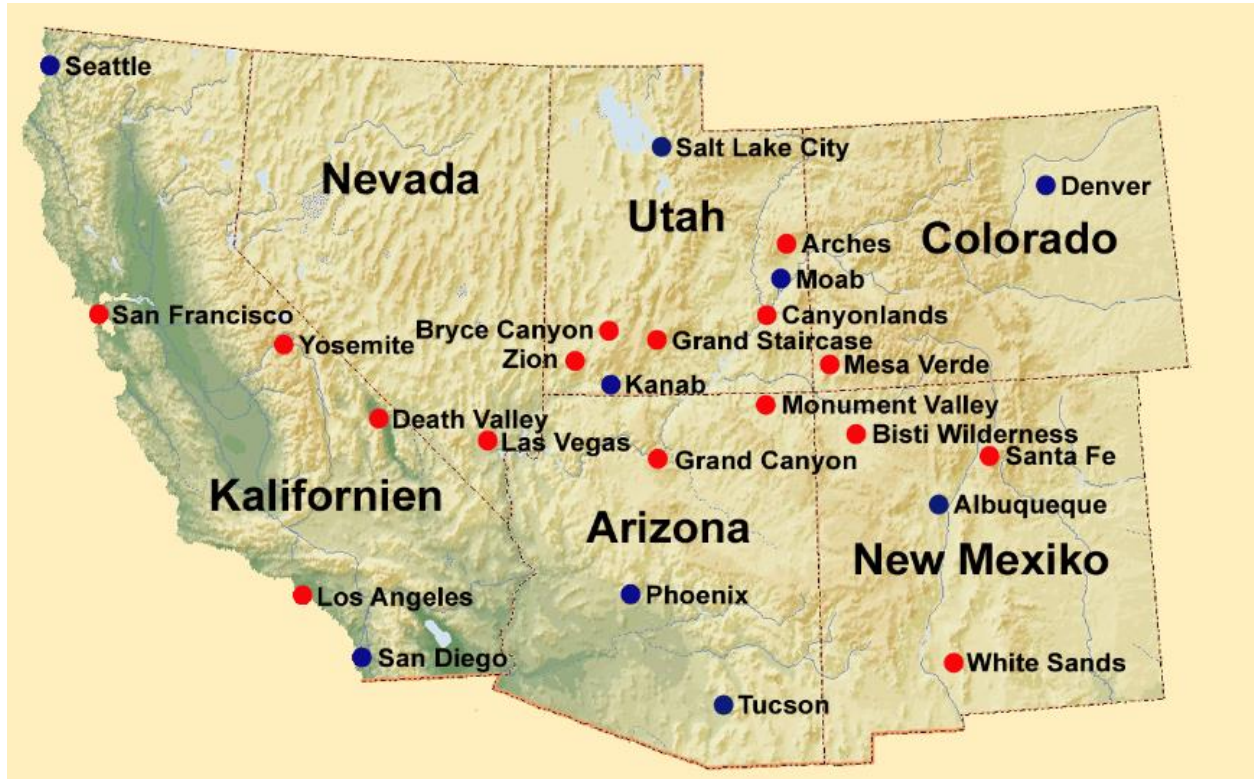 Seattle
Salt Lake City
Nevada
Denver
Utah
Colorado
Arches
Moab
San Francisco
Canyonlands
Bryce Canyon
Grand Staircase
Yosemite
Zion
Mesa Verde
Kanab
Monument Valley
Death Valley
Bisti Wilderness
Las Vegas
Santa Fe
Grand Canyon
Kalifornien
Albuqueque
Arizona
New Mexiko
Los Angeles
Phoenix
San Diego
White Sands
Tucson